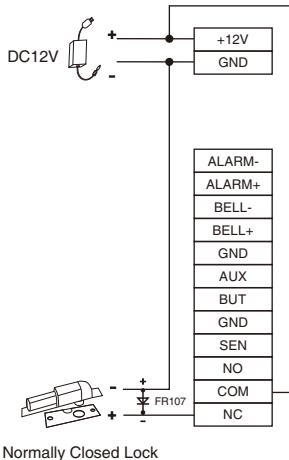 +
+12V
DC12V
-
GND
ALARM-
ALARM+
BELL-
BELL+
GND
AUX
BUT
GND
SEN
NO
- +
COM
FR107
+ -
NC
Normally Closed Lock